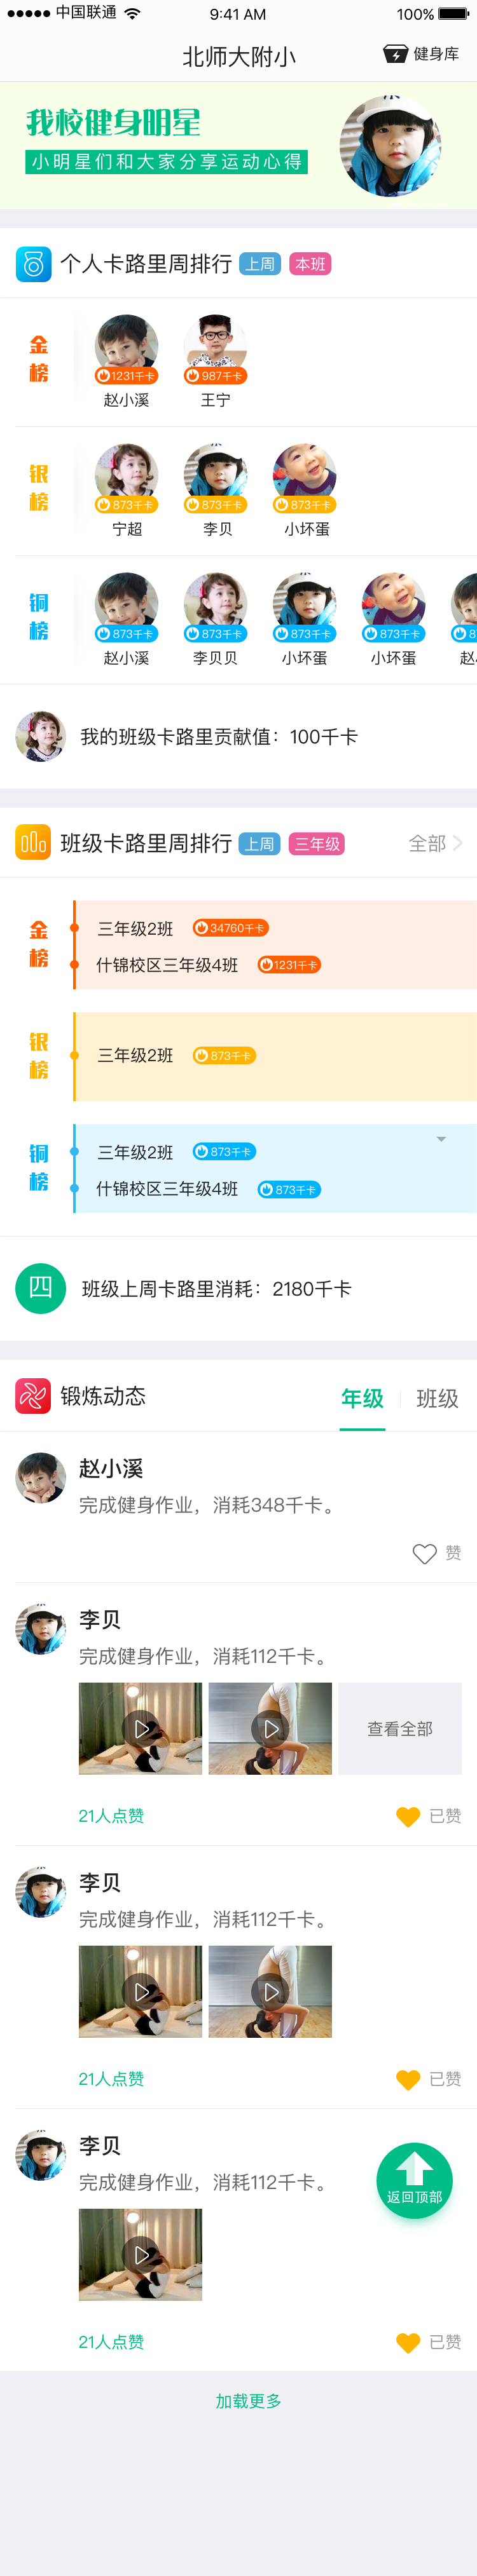 中国联通 9:41 AM 100%
北师大附小 健身库
我校健身明星
小明星们和大家分享运动心得
个人卡路里周排行 上周 本班
金榜
1231千卡 987千卡
赵小溪 王宁
银榜
873千卡 873千卡 873千卡
宁超 李贝 小坏蛋
铜榜
873千卡 873千卡 873千卡 873千卡 8
赵小溪 李贝贝 小坏蛋 小坏蛋 赵
我的班级卡路里贡献值：100千卡
班级卡路里周排行 上周 三年级 全部
金榜
三年级2班 34760千卡
什锦校区三年级4班 1231千卡
银榜
三年级2班 873千卡
铜榜
三年级2班 873千卡
什锦校区三年级4班 873千卡
四 班级上周卡路里消耗：2180千卡
锻炼动态 年级 班级
赵小溪
完成健身作业，消耗348千卡。
赞
李贝
完成健身作业，消耗112千卡。
查看全部
21人点赞 已赞
李贝
完成健身作业，消耗112千卡。
21人点赞 已赞
李贝
完成健身作业，消耗112千卡。
返回顶部
21人点赞 已赞
加载更多